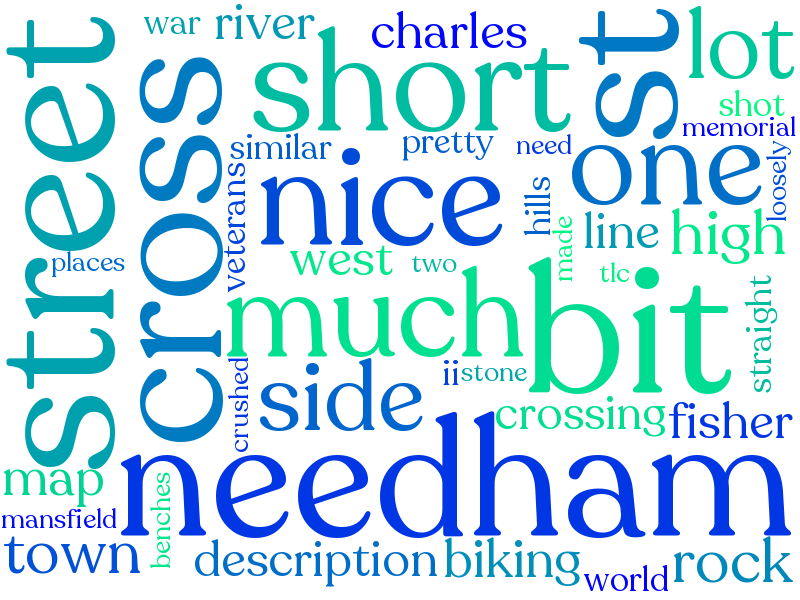 war river charles
street
cross
short
st
lot
shot
memorial
similar pretty need
one
loosely
nice
veterans
hills
line high
places
west two
made
tlc
much
bit
straight
crushed
side
ii stone
crossing fisher
map
needham
mansfield
benches
town description biking rock
world